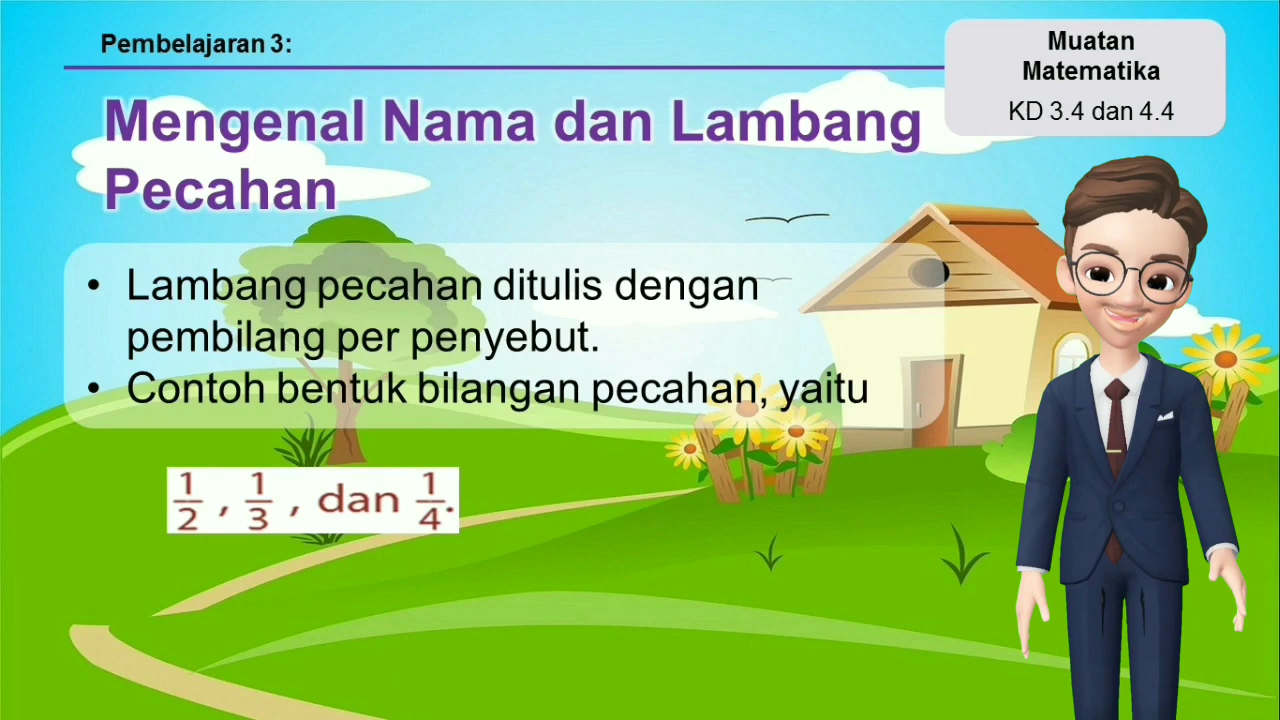 Pembelajaran 3:
Muatan
Matematika
KD 3.4 dan 4.4
Mengenal Nama dan Lambang
Pecahan
• Lambang pecahan ditulis dengan
pembilang per penyebut.
• Contoh bentuk bilangan pecahan, yaitu
1/2 , 1/3 , dan 1/4.